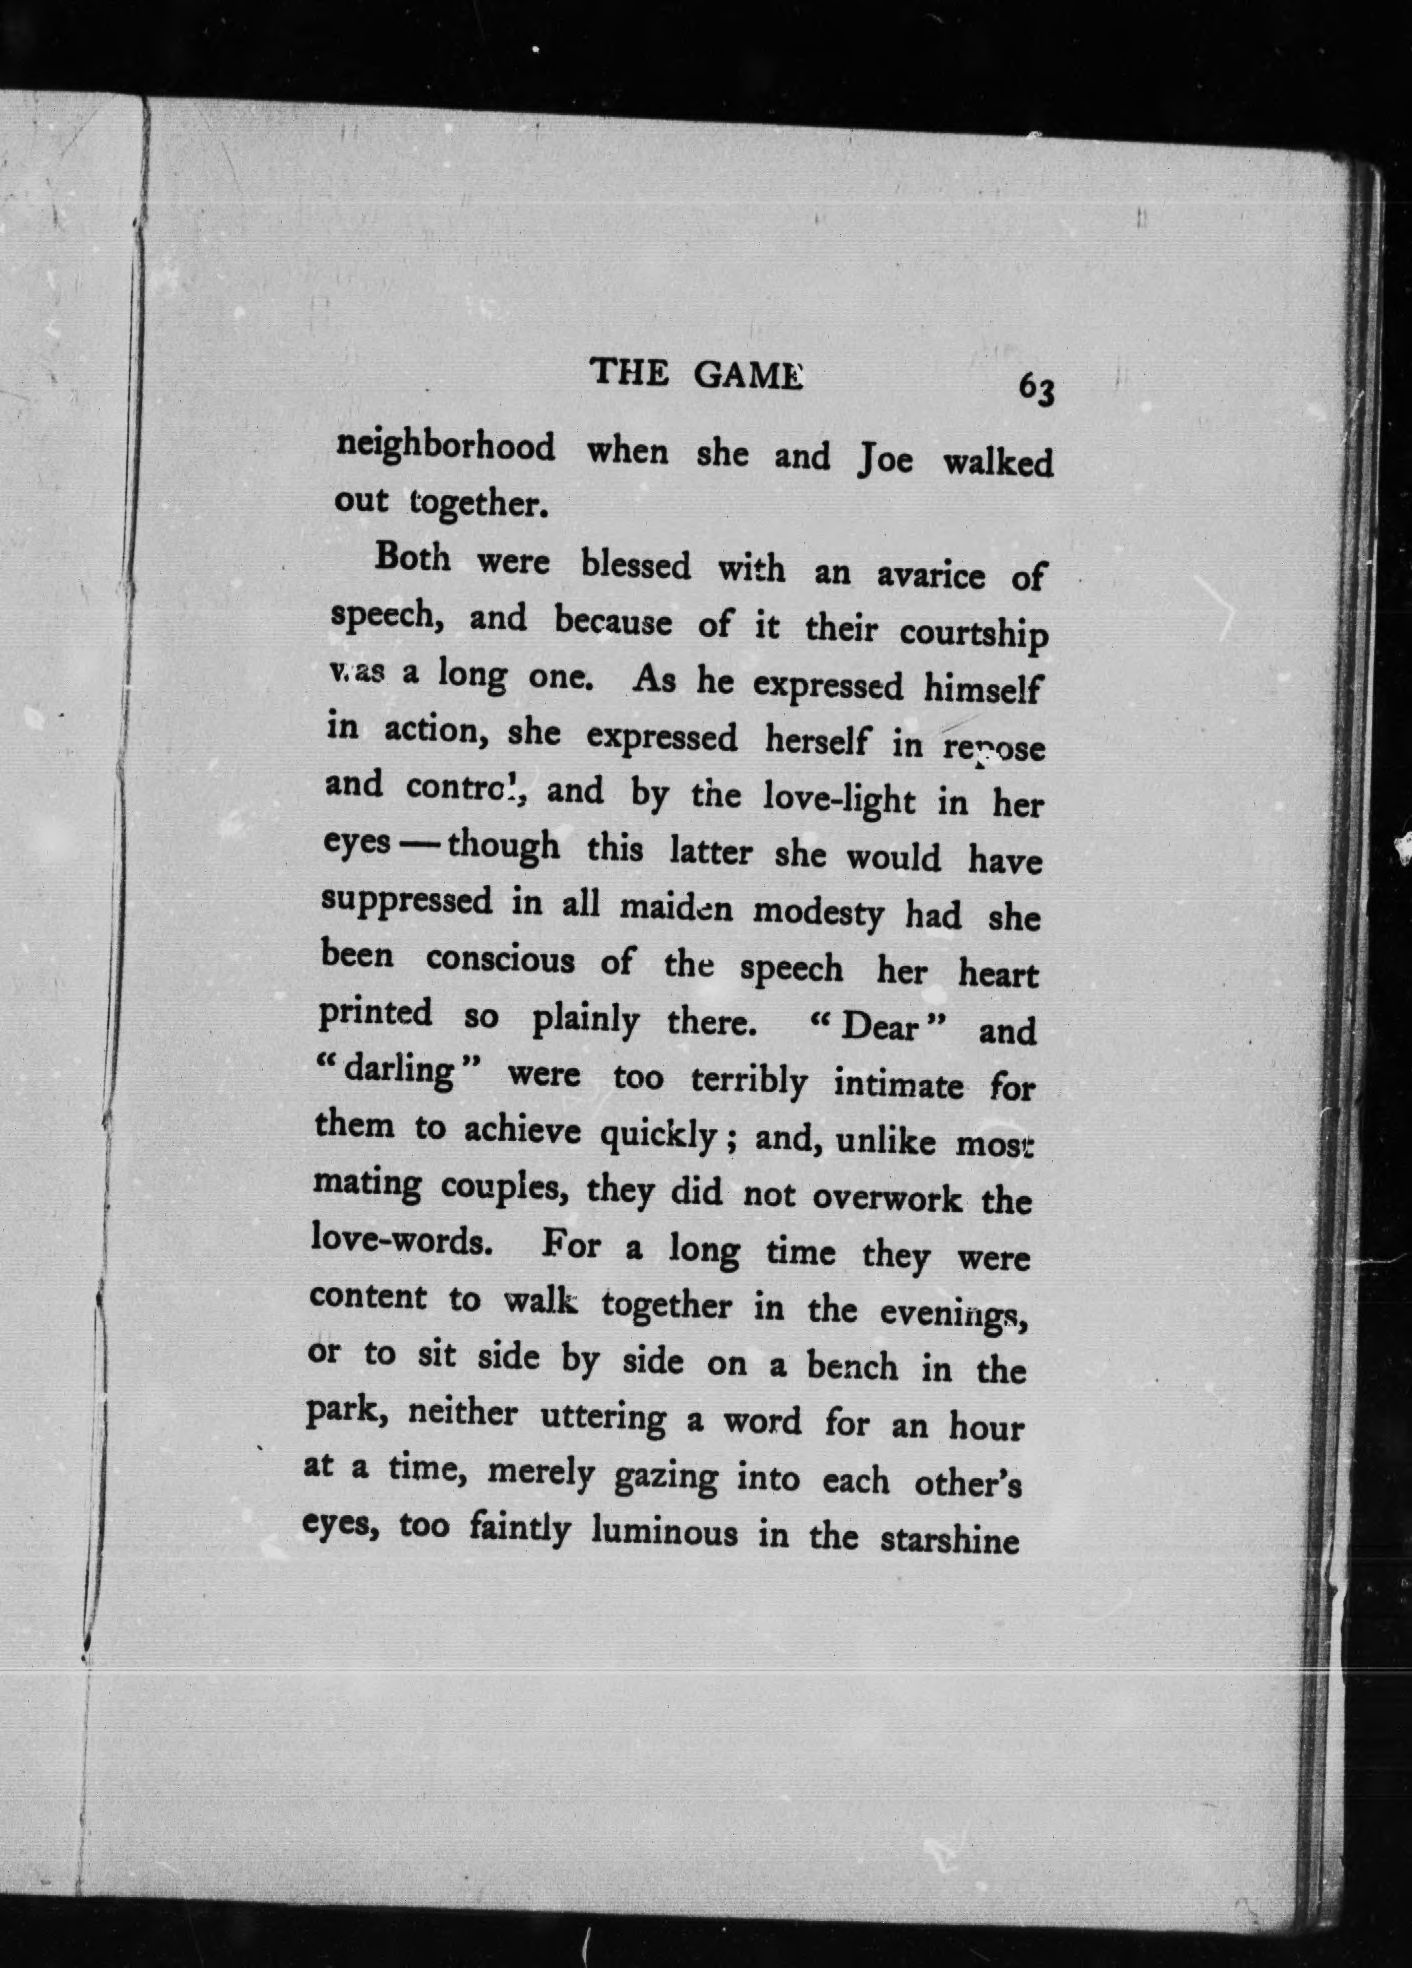 THE GAME 63
neighborhood when she and Joe walked
out together.
Both were blessed with an avarice of
speech, and because of it their courtship
was a long one. As he expressed himself
in action, she expressed herself in repose
and control, and by the love-light in her
eyes — though this latter she would have
suppressed in all maiden modesty had she
been conscious of the speech her heart
printed so plainly there. “Dear” and
“darling” were too terribly intimate for
them to achieve quickly; and, unlike most
mating couples, they did not overwork the
love-words. For a long time they were
content to walk together in the evenings,
or to sit side by side on a bench in the
park, neither uttering a word for an hour
at a time, merely gazing into each other’s
eyes, too faintly luminous in the starshine